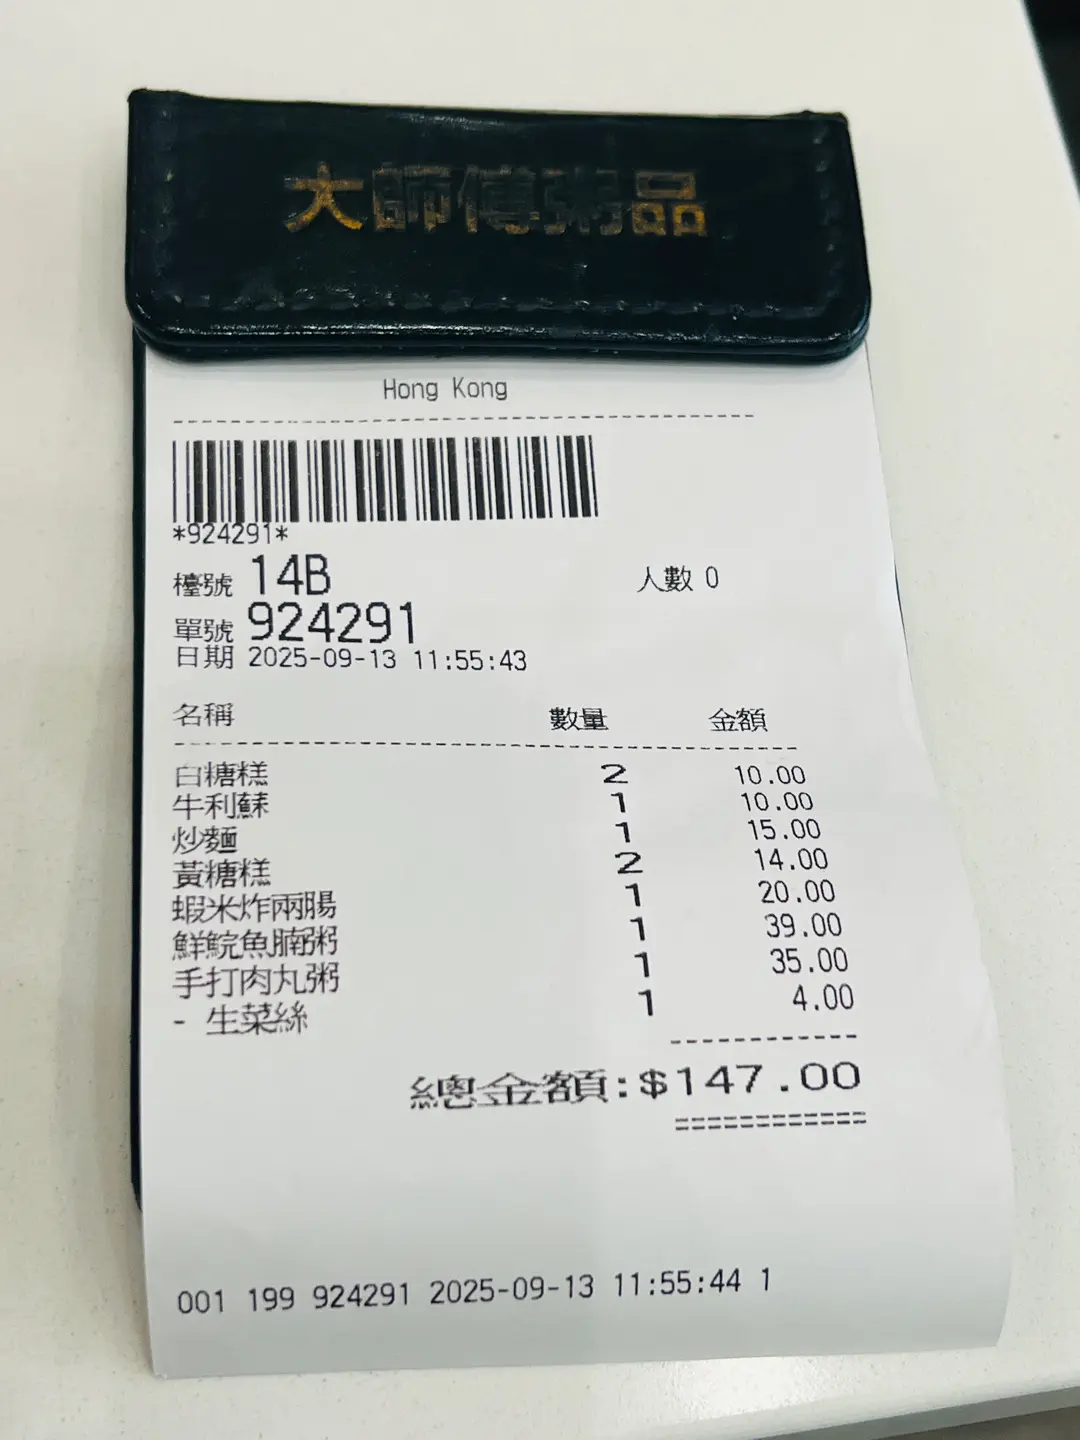 大師傅粥品
Hong Kong
*924291*
檯號 14B 人數 0
單號 924291
日期 2025-09-13 11:55:43
名稱 數量 金額
白糖糕 2 10.00
牛利蘇 1 10.00
炒麵 1 15.00
黃糖糕 2 14.00
蝦米炸兩腸 1 20.00
鮮鯇魚腩粥 1 39.00
手打肉丸粥 1 35.00
- 生菜絲 1 4.00
總金額:$147.00
001 199 924291 2025-09-13 11:55:44 1